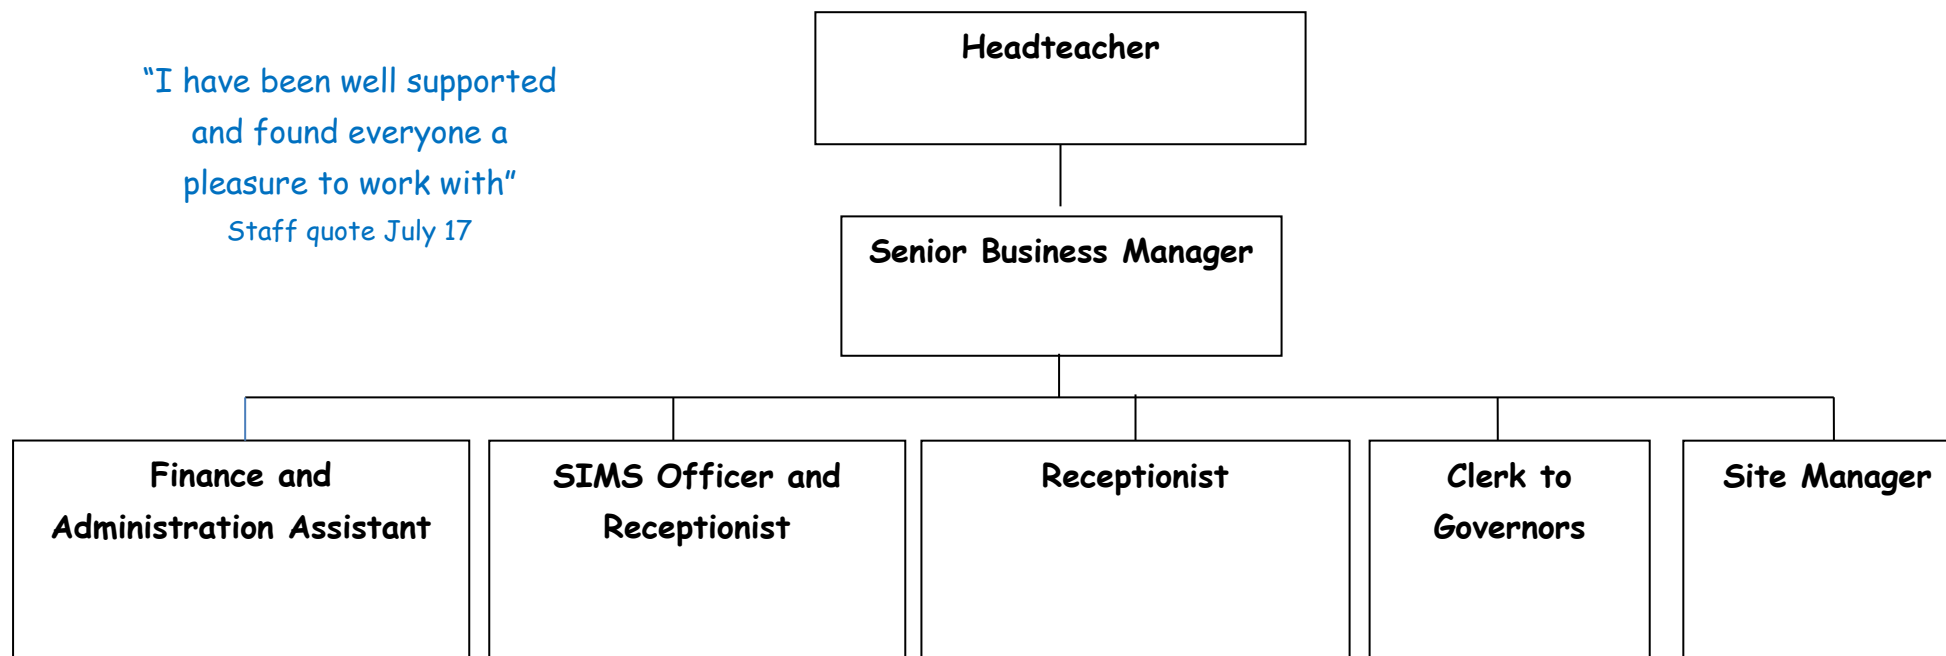 Headteacher
“I have been well supported
and found everyone a
pleasure to work with”
Staff quote July 17
Senior Business Manager
Finance and
Administration Assistant
SIMS Officer and
Receptionist
Receptionist
Clerk to
Governors
Site Manager